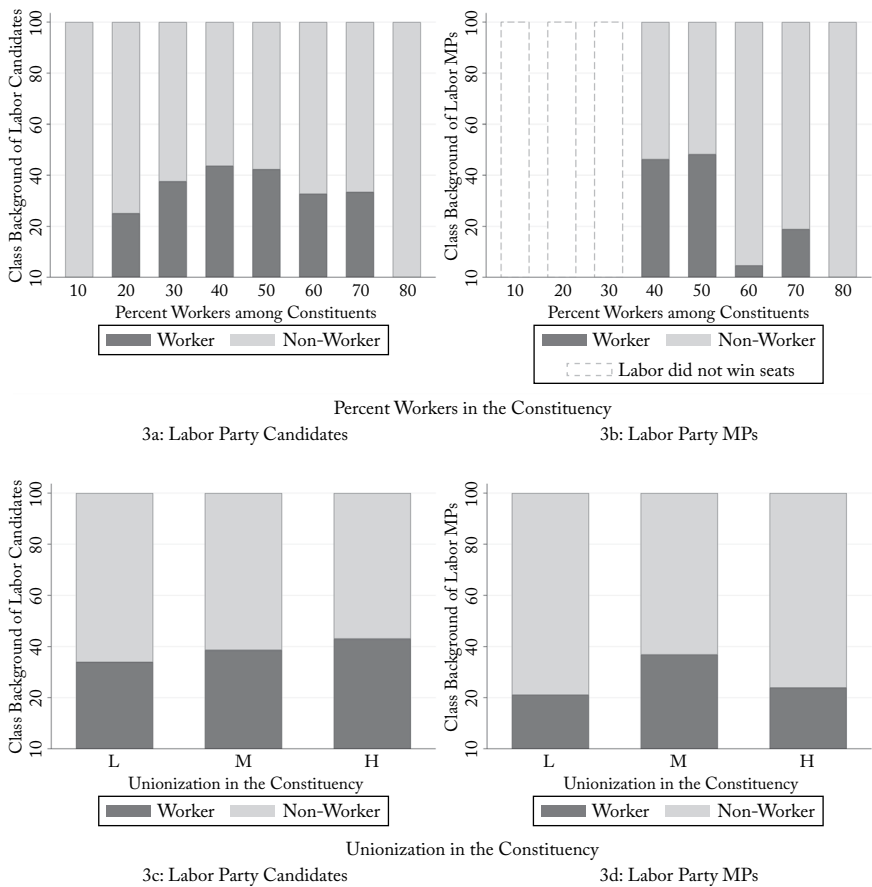 Class Background of Labor Candidates
100
80
60
40
20
10
10 20 30 40 50 60 70 80
Percent Workers among Constituents
Worker Non-Worker
Class Background of Labor MPs
100
80
60
40
20
10
10 20 30 40 50 60 70 80
Percent Workers among Constituents
Worker Non-Worker
Labor did not win seats
Percent Workers in the Constituency
3a: Labor Party Candidates
3b: Labor Party MPs
Class Background of Labor Candidates
100
80
60
40
20
10
L M H
Unionization in the Constituency
Worker Non-Worker
Class Background of Labor MPs
100
80
60
40
20
10
L M H
Unionization in the Constituency
Worker Non-Worker
Unionization in the Constituency
3c: Labor Party Candidates
3d: Labor Party MPs